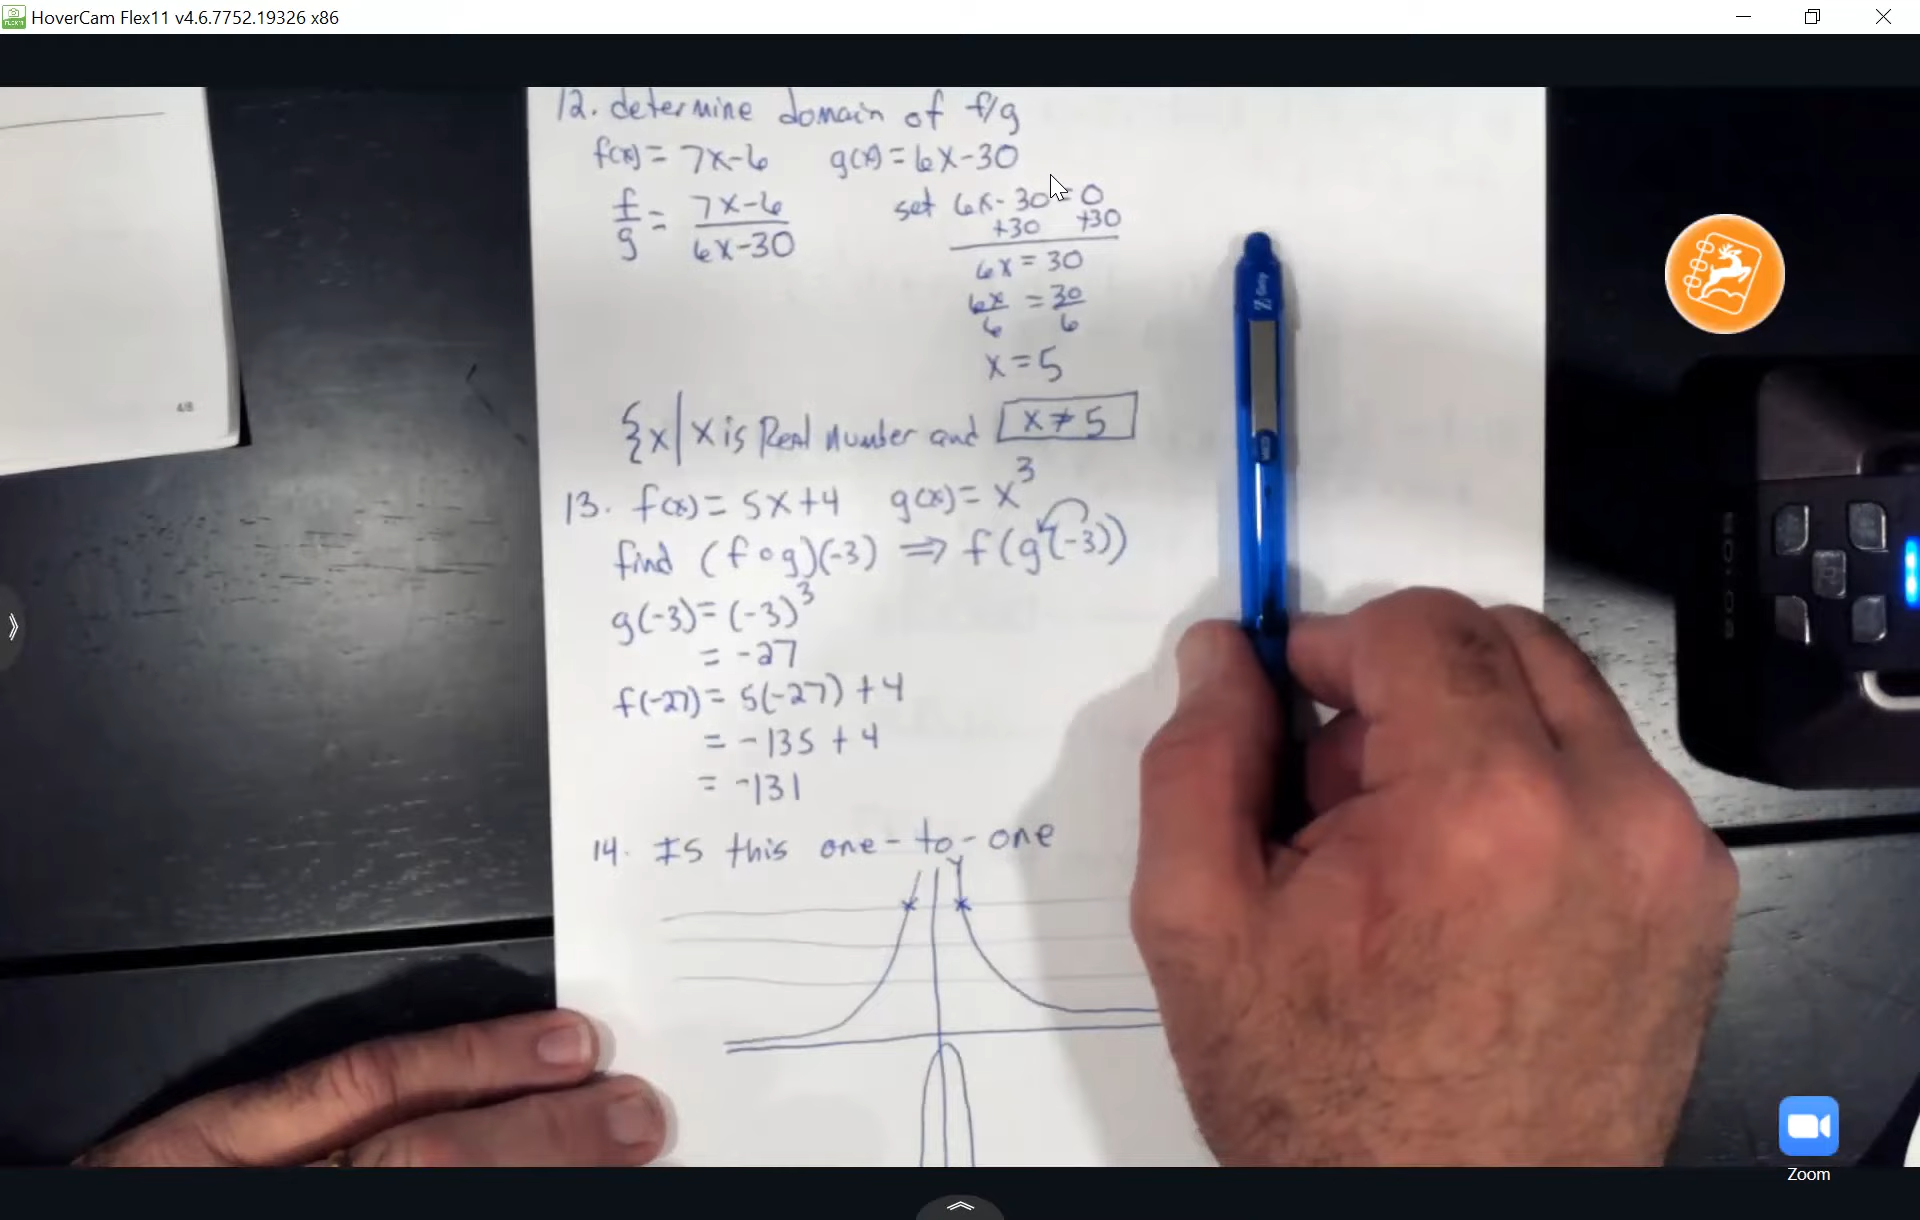 HoverCam Flex11 v4.6.7752.19326 x86
12. determine domain of f/g
f(x) = 7x-6 g(x) = 6x-30
f/g = 7x-6/6x-30 set 6x-30=0
+30 +30
6x = 30
6x/6 = 30/6
x = 5
{x|x is Real number and x ≠ 5
13. f(x) = 5x+4 g(x) = x³
find (f∘g)(-3) ⇒ f(g(-3))
g(-3) = (-3)³
= -27
f(-27) = 5(-27)+4
= -135 + 4
= -131
14. Is this one-to-one
Y
Zoom